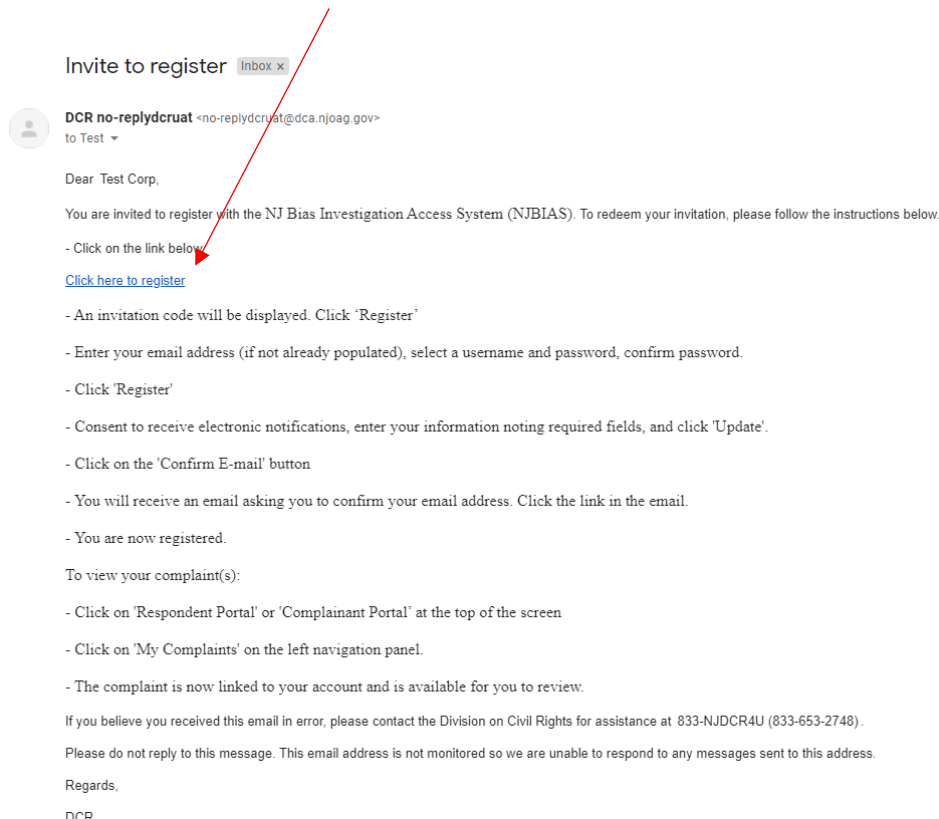 Invite to register Inbox ×
DCR no-replydcruat <no-replydcruat@dca.njoag.gov>
to Test
Dear Test Corp,
You are invited to register with the NJ Bias Investigation Access System (NJBIAS). To redeem your invitation, please follow the instructions below.
- Click on the link below
Click here to register
- An invitation code will be displayed. Click ‘Register’
- Enter your email address (if not already populated), select a username and password, confirm password.
- Click 'Register'
- Consent to receive electronic notifications, enter your information noting required fields, and click 'Update'.
- Click on the 'Confirm E-mail' button
- You will receive an email asking you to confirm your email address. Click the link in the email.
- You are now registered.
To view your complaint(s):
- Click on 'Respondent Portal' or 'Complainant Portal' at the top of the screen
- Click on 'My Complaints' on the left navigation panel.
- The complaint is now linked to your account and is available for you to review.
If you believe you received this email in error, please contact the Division on Civil Rights for assistance at 833-NJDCR4U (833-653-2748).
Please do not reply to this message. This email address is not monitored so we are unable to respond to any messages sent to this address.
Regards,
DCR